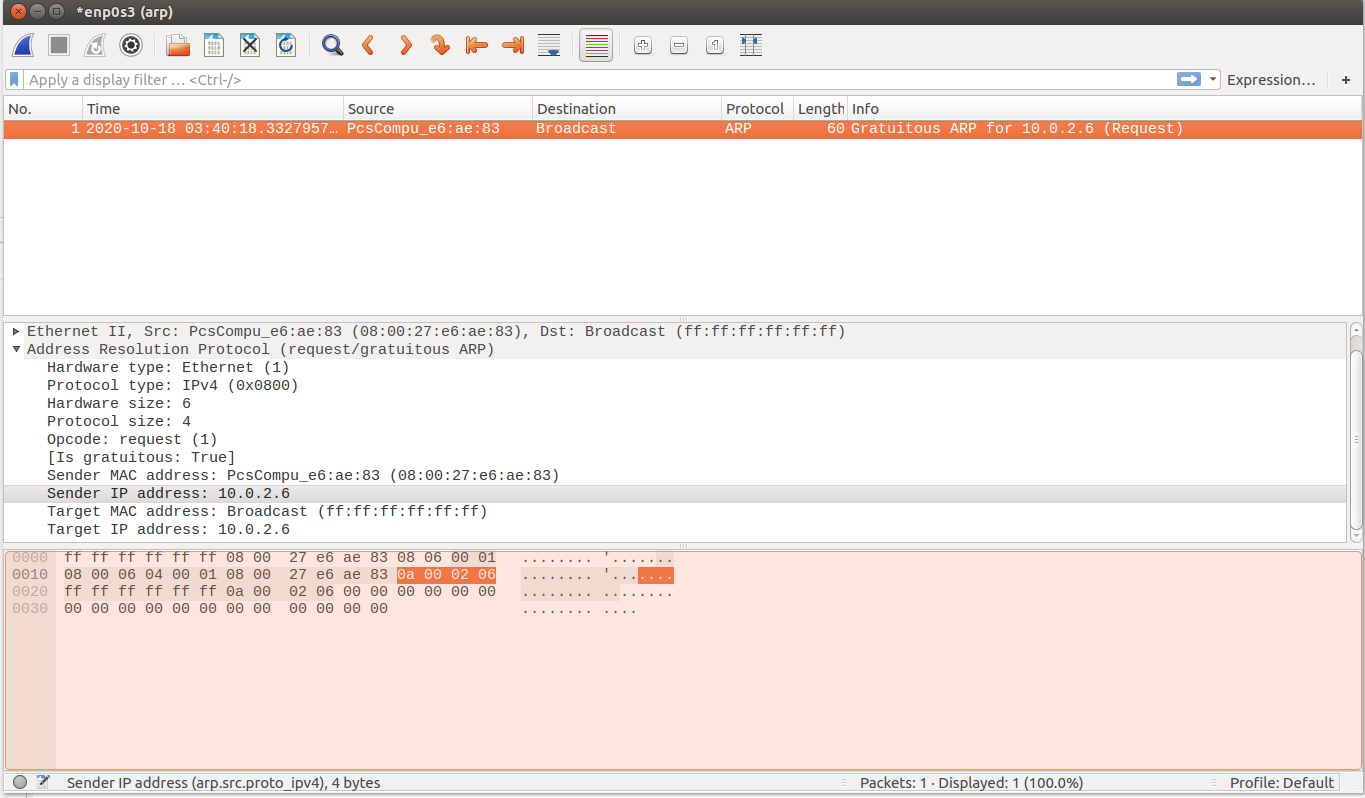 *enp0s3 (arp)
Apply a display filter … <Ctrl-/>
Expression…
+
No. Time Source Destination Protocol Length Info
1 2020-10-18 03:40:18.3327957… PcsCompu_e6:ae:83 Broadcast ARP 60 Gratuitous ARP for 10.0.2.6 (Request)
Ethernet II, Src: PcsCompu_e6:ae:83 (08:00:27:e6:ae:83), Dst: Broadcast (ff:ff:ff:ff:ff:ff)
Address Resolution Protocol (request/gratuitous ARP)
Hardware type: Ethernet (1)
Protocol type: IPv4 (0x0800)
Hardware size: 6
Protocol size: 4
Opcode: request (1)
[Is gratuitous: True]
Sender MAC address: PcsCompu_e6:ae:83 (08:00:27:e6:ae:83)
Sender IP address: 10.0.2.6
Target MAC address: Broadcast (ff:ff:ff:ff:ff:ff)
Target IP address: 10.0.2.6
0000 ff ff ff ff ff ff 08 00 27 e6 ae 83 08 06 00 01 ........ '.......
0010 08 00 06 04 00 01 08 00 27 e6 ae 83 0a 00 02 06 ........ '.......
0020 ff ff ff ff ff ff 0a 00 02 06 00 00 00 00 00 00 ........ ........
0030 00 00 00 00 00 00 00 00 00 00 00 00 ........ ....
Sender IP address (arp.src.proto_ipv4), 4 bytes Packets: 1 · Displayed: 1 (100.0%) Profile: Default